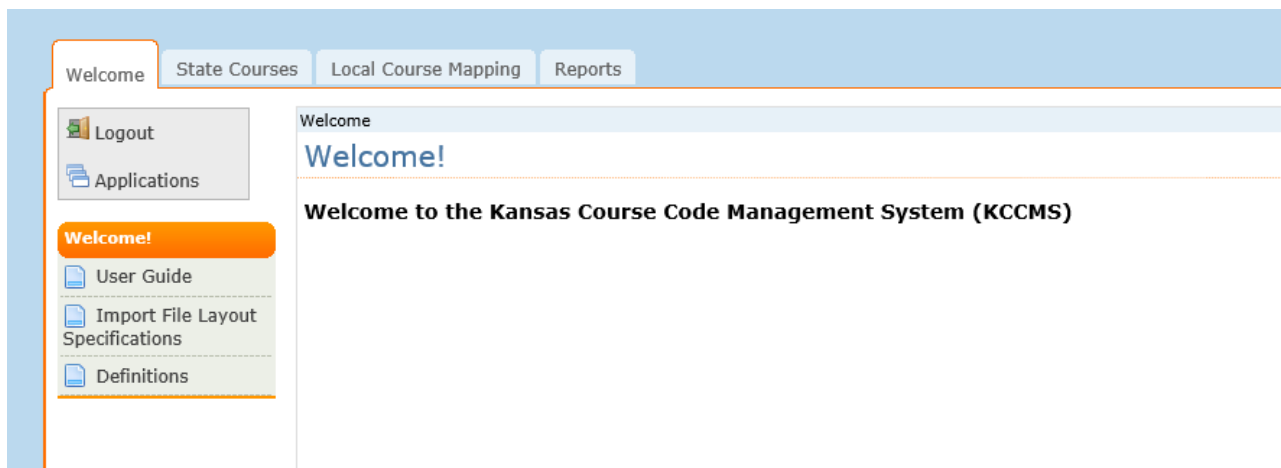 Welcome
State Courses
Local Course Mapping
Reports
Logout
Applications
Welcome!
User Guide
Import File Layout
Specifications
Definitions
Welcome
Welcome!
Welcome to the Kansas Course Code Management System (KCCMS)